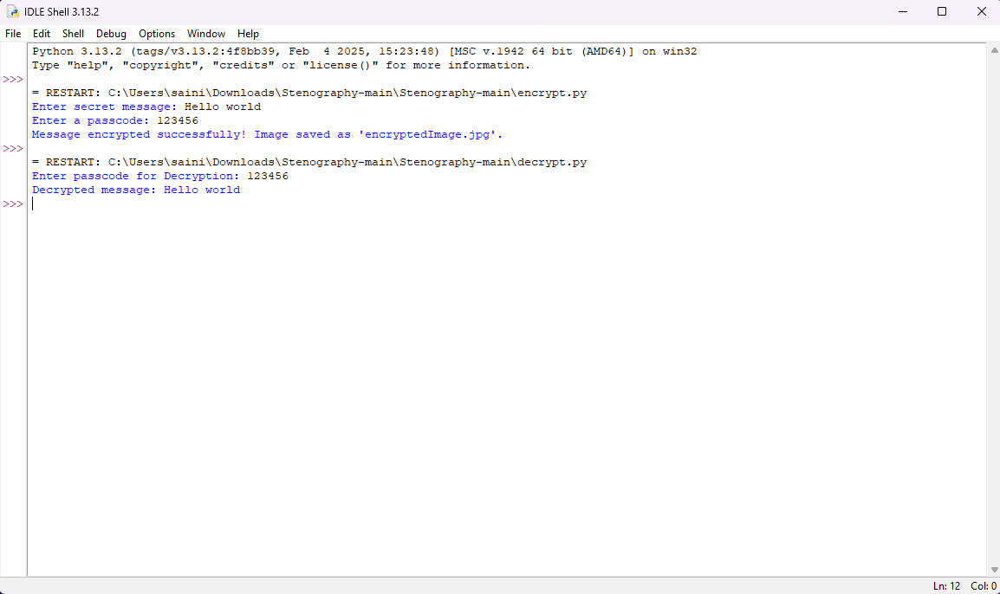 IDLE Shell 3.13.2
File Edit Shell Debug Options Window Help
Python 3.13.2 (tags/v3.13.2:4f8bb39, Feb  4 2025, 15:23:48) [MSC v.1942 64 bit (AMD64)] on win32
Type "help", "copyright", "credits" or "license()" for more information.
>>>
= RESTART: C:\Users\saini\Downloads\Stenography-main\Stenography-main\encrypt.py
Enter secret message: Hello world
Enter a passcode: 123456
Message encrypted successfully! Image saved as 'encryptedImage.jpg'.
>>>
= RESTART: C:\Users\saini\Downloads\Stenography-main\Stenography-main\decrypt.py
Enter passcode for Decryption: 123456
Decrypted message: Hello world
>>>
Ln: 12 Col: 0